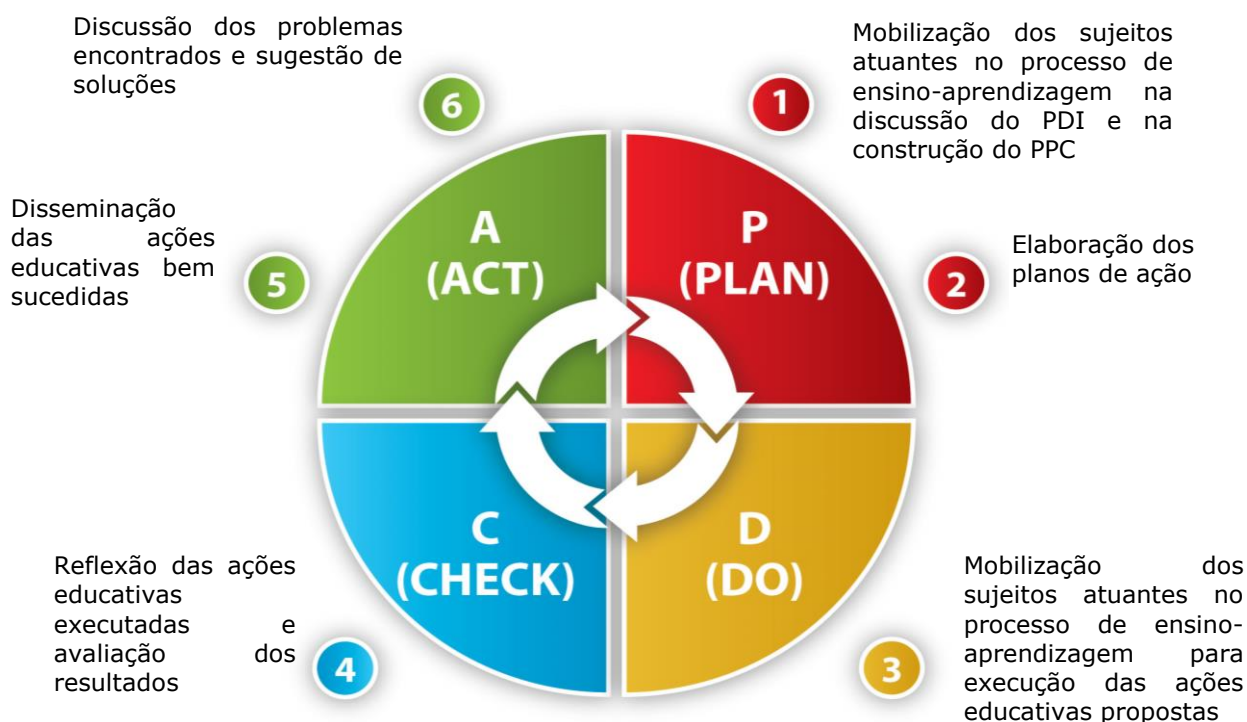 Mobilização dos sujeitos
atuantes no processo de
ensino-aprendizagem na
discussão do PDI e na
construção do PPC
1
Elaboração dos
planos de ação
2
Mobilização dos
sujeitos atuantes no
processo de ensino-
aprendizagem para
execução das ações
educativas propostas
3
Reflexão das ações
educativas
executadas e
avaliação dos
resultados
4
Disseminação
das ações
educativas bem
sucedidas
5
Discussão dos problemas
encontrados e sugestão de
soluções
6
A
(ACT)
P
(PLAN)
C
(CHECK)
D
(DO)